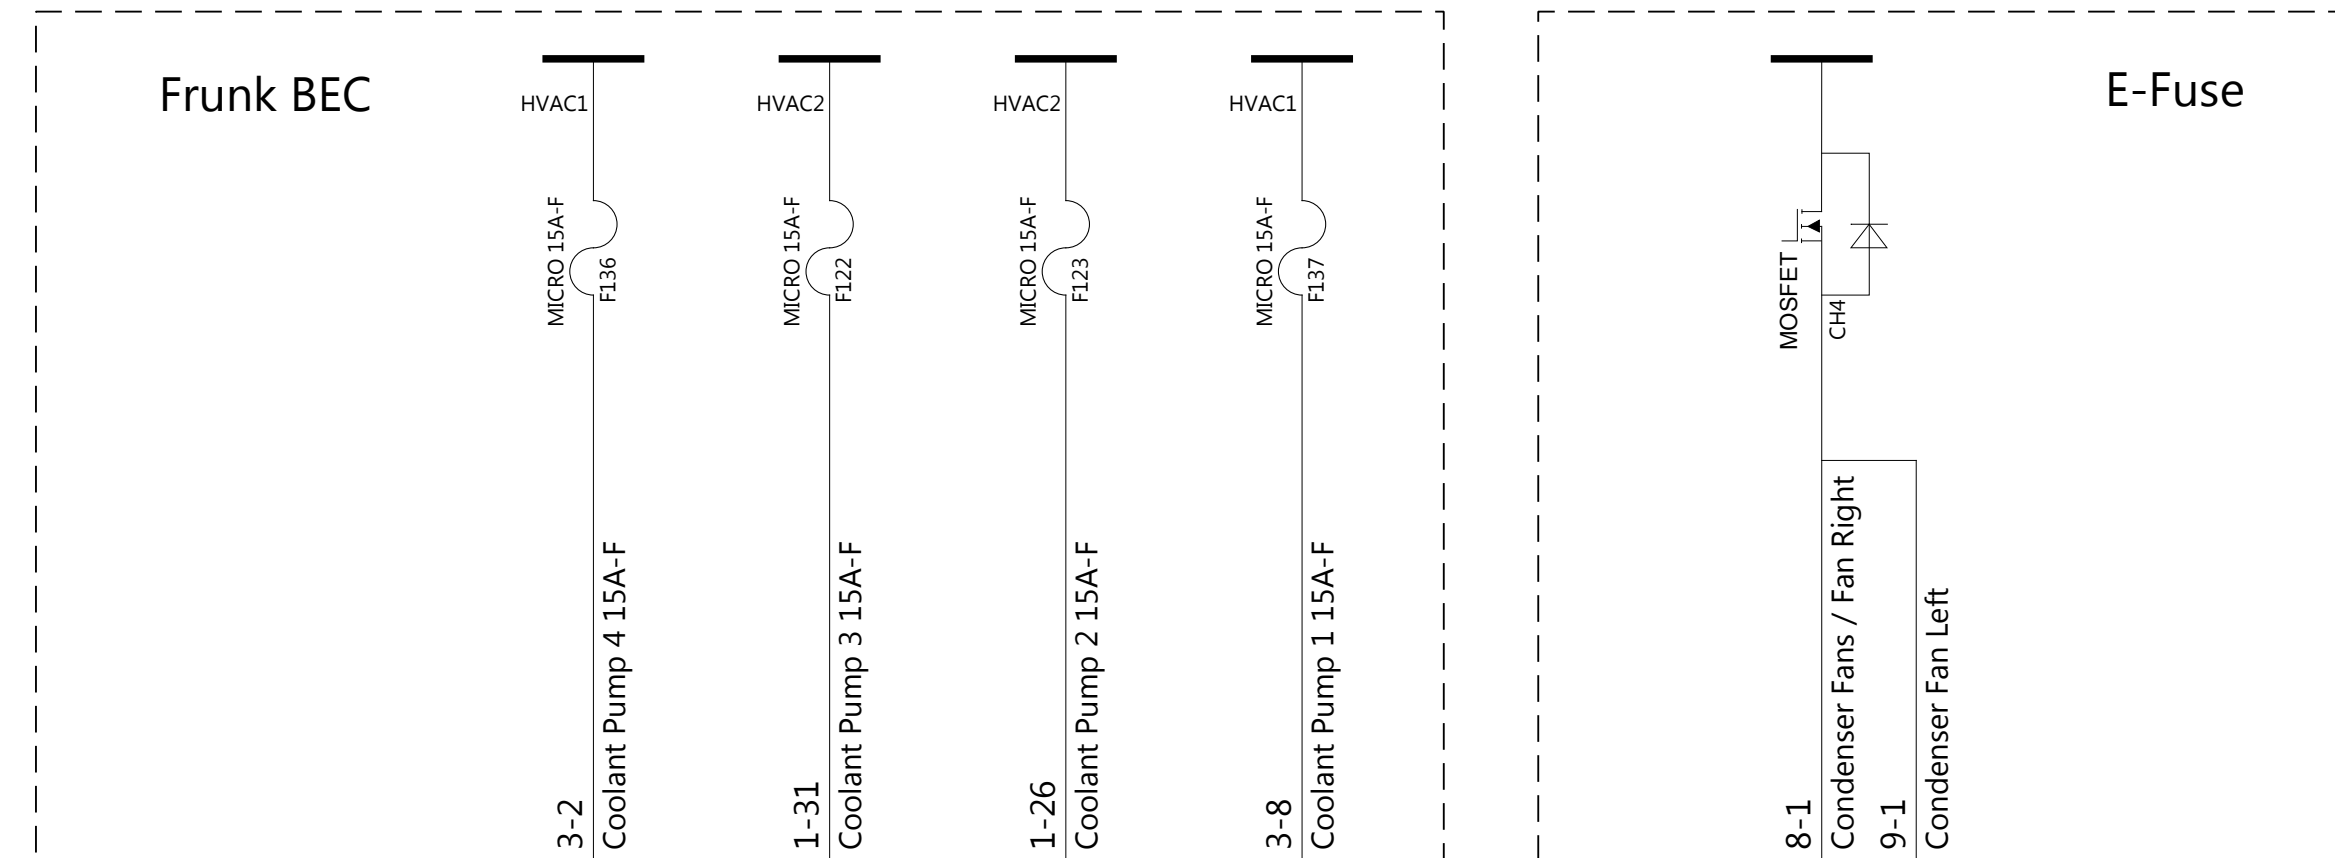 Frunk BEC
HVAC1
MICRO 15A-F
F136
3-2
Coolant Pump 4 15A-F
HVAC2
MICRO 15A-F
F122
1-31
Coolant Pump 3 15A-F
HVAC2
MICRO 15A-F
F123
1-26
Coolant Pump 2 15A-F
HVAC1
MICRO 15A-F
F137
3-8
Coolant Pump 1 15A-F
E-Fuse
MOSFET
CH4
8-1
Condenser Fans / Fan Right
9-1
Condenser Fan Left